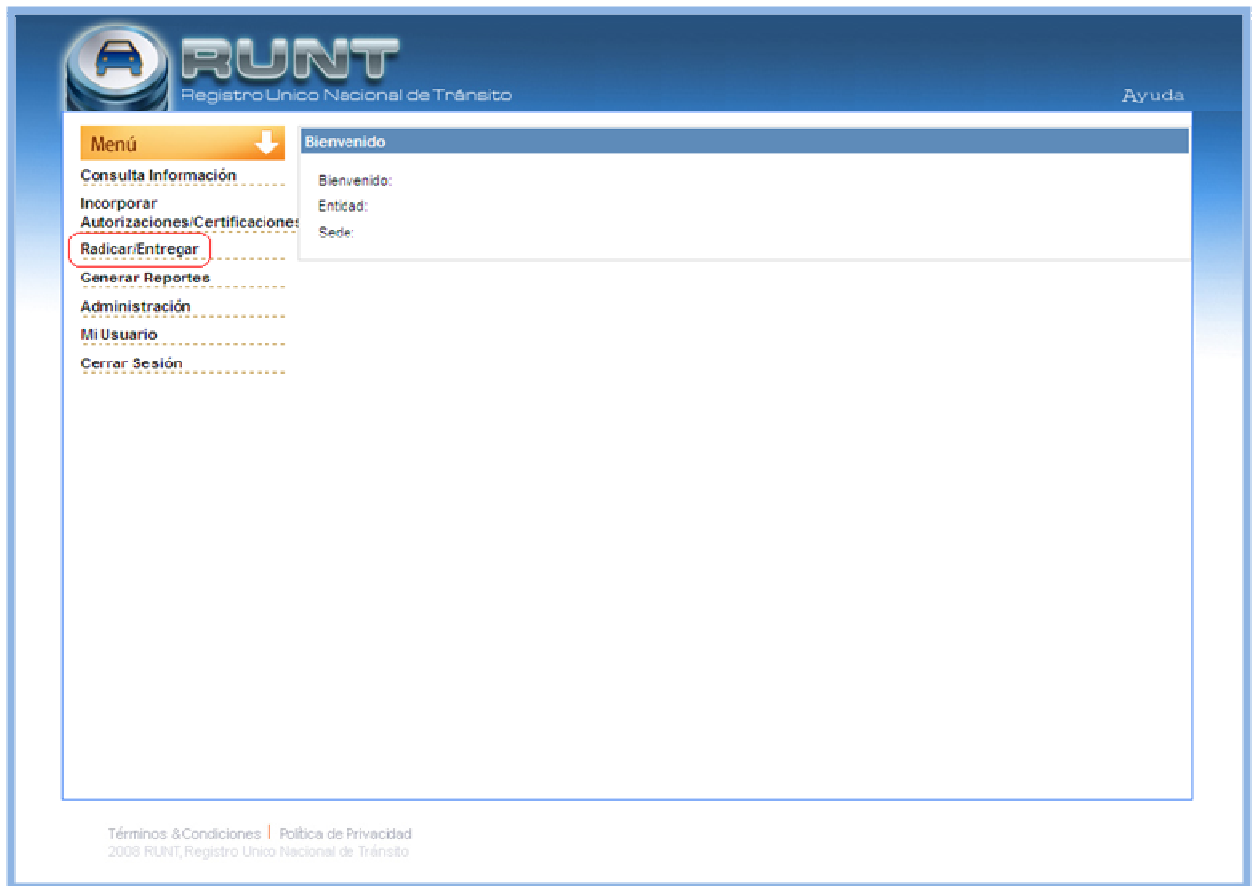 RUNT
Registro Unico Nacional de Tránsito
Ayuda
Menú
Consulta Información
Incorporar
Autorizaciones/Certificaciones
Radicar/Entregar
Generar Reportes
Administración
Mi Usuario
Cerrar Sesión
Bienvenido
Bienvenido:
Entidad:
Sede:
Términos &Condiciones | Política de Privacidad
2008 RUNT, Registro Unico Nacional de Tránsito